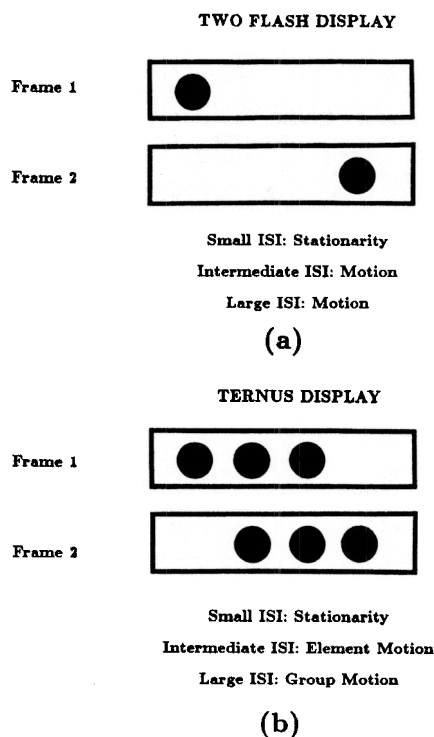 TWO FLASH DISPLAY
Frame 1
Frame 2
Small ISI: Stationarity
Intermediate ISI: Motion
Large ISI: Motion
(a)
TERNUS DISPLAY
Frame 1
Frame 2
Small ISI: Stationarity
Intermediate ISI: Element Motion
Large ISI: Group Motion
(b)